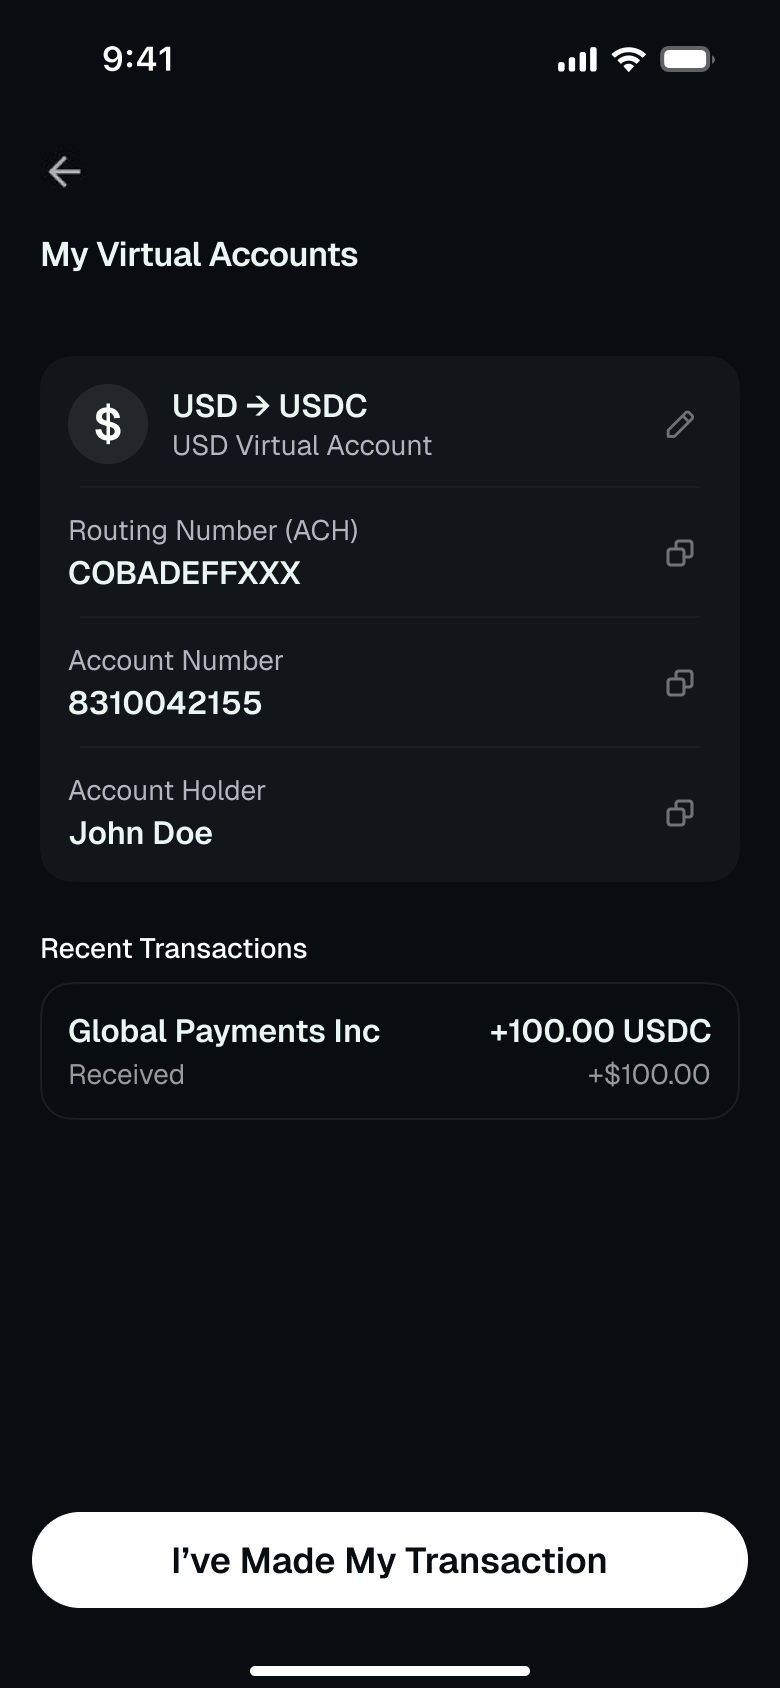 9:41
My Virtual Accounts
$
USD → USDC
USD Virtual Account
Routing Number (ACH)
COBADEFFXXX
Account Number
8310042155
Account Holder
John Doe
Recent Transactions
Global Payments Inc +100.00 USDC
Received +$100.00
I’ve Made My Transaction